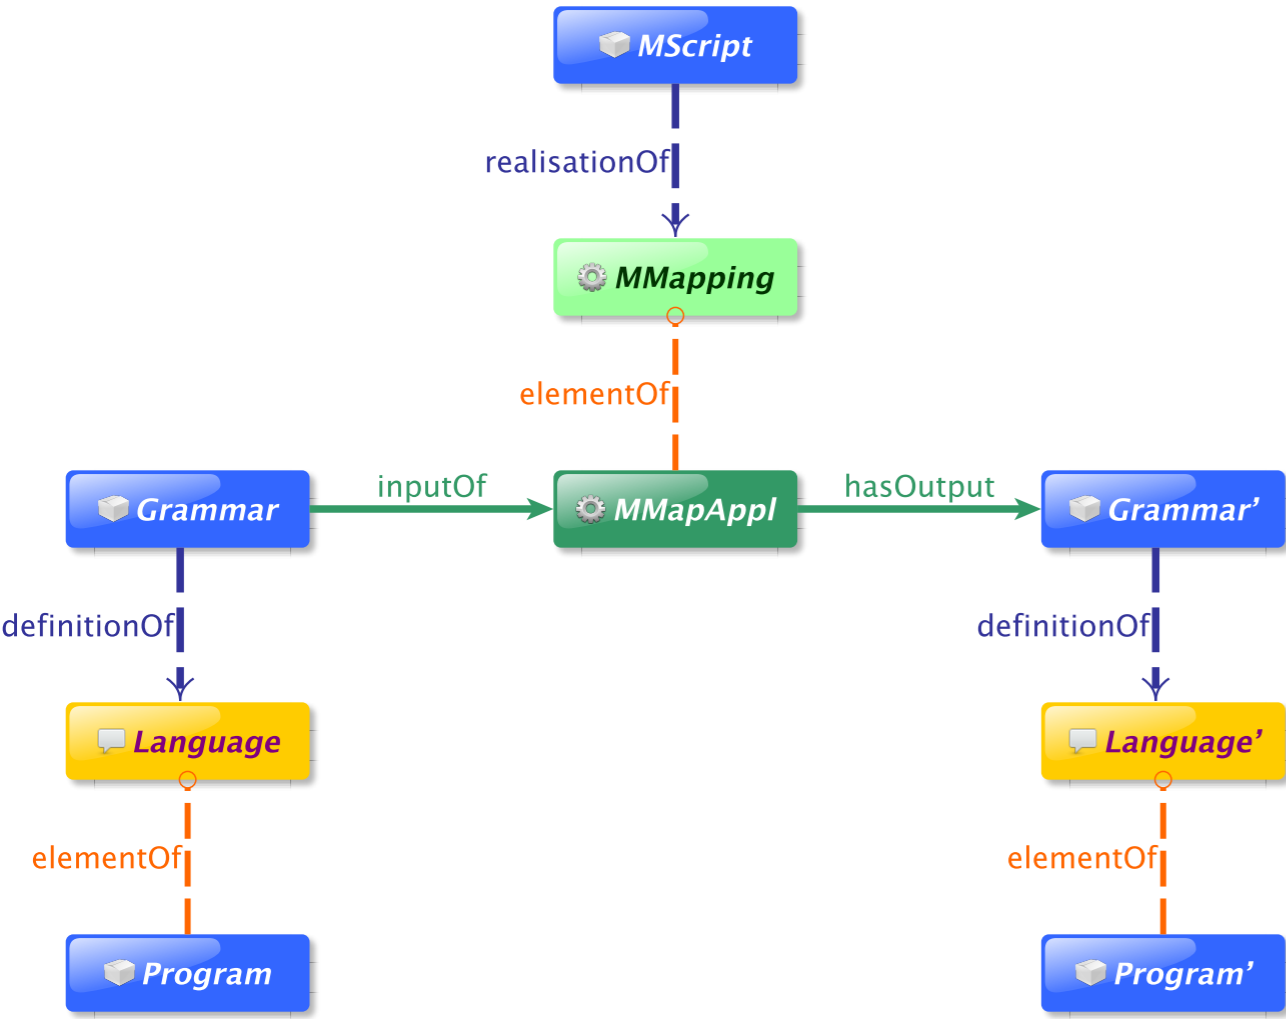 MScript
realisationOf
MMapping
elementOf
Grammar
inputOf
MMapAppl
hasOutput
Grammar’
definitionOf
definitionOf
Language
Language’
elementOf
elementOf
Program
Program’